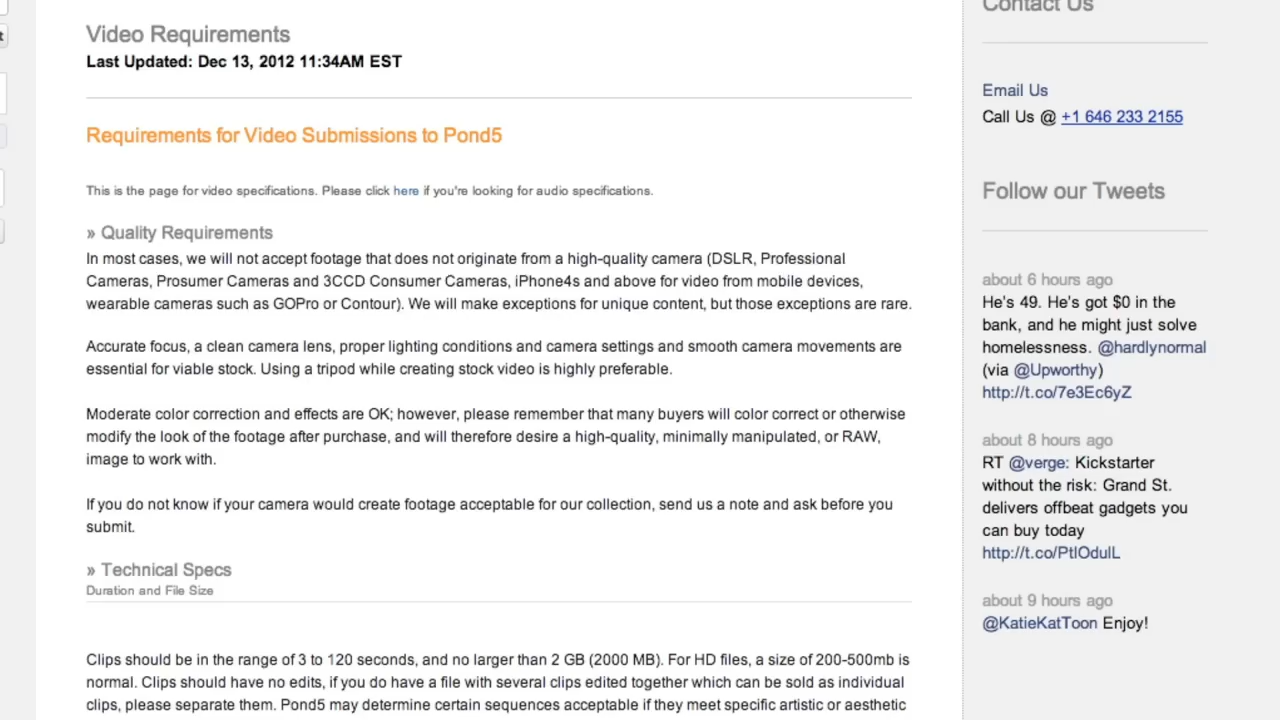 Video Requirements
Last Updated: Dec 13, 2012 11:34AM EST
Requirements for Video Submissions to Pond5
This is the page for video specifications. Please click here if you're looking for audio specifications.
» Quality Requirements
In most cases, we will not accept footage that does not originate from a high-quality camera (DSLR, Professional
Cameras, Prosumer Cameras and 3CCD Consumer Cameras, iPhone4s and above for video from mobile devices,
wearable cameras such as GOPro or Contour). We will make exceptions for unique content, but those exceptions are rare.
Accurate focus, a clean camera lens, proper lighting conditions and camera settings and smooth camera movements are
essential for viable stock. Using a tripod while creating stock video is highly preferable.
Moderate color correction and effects are OK; however, please remember that many buyers will color correct or otherwise
modify the look of the footage after purchase, and will therefore desire a high-quality, minimally manipulated, or RAW,
image to work with.
If you do not know if your camera would create footage acceptable for our collection, send us a note and ask before you
submit.
» Technical Specs
Duration and File Size
Clips should be in the range of 3 to 120 seconds, and no larger than 2 GB (2000 MB). For HD files, a size of 200-500mb is
normal. Clips should have no edits, if you do have a file with several clips edited together which can be sold as individual
clips, please separate them. Pond5 may determine certain sequences acceptable if they meet specific artistic or aesthetic
Contact Us
Email Us
Call Us @ +1 646 233 2155
Follow our Tweets
about 6 hours ago
He's 49. He's got $0 in the
bank, and he might just solve
homelessness. @hardlynormal
(via @Upworthy)
http://t.co/7e3Ec6yZ
about 8 hours ago
RT @verge: Kickstarter
without the risk: Grand St.
delivers offbeat gadgets you
can buy today
http://t.co/PtlOdulL
about 9 hours ago
@KatieKatToon Enjoy!